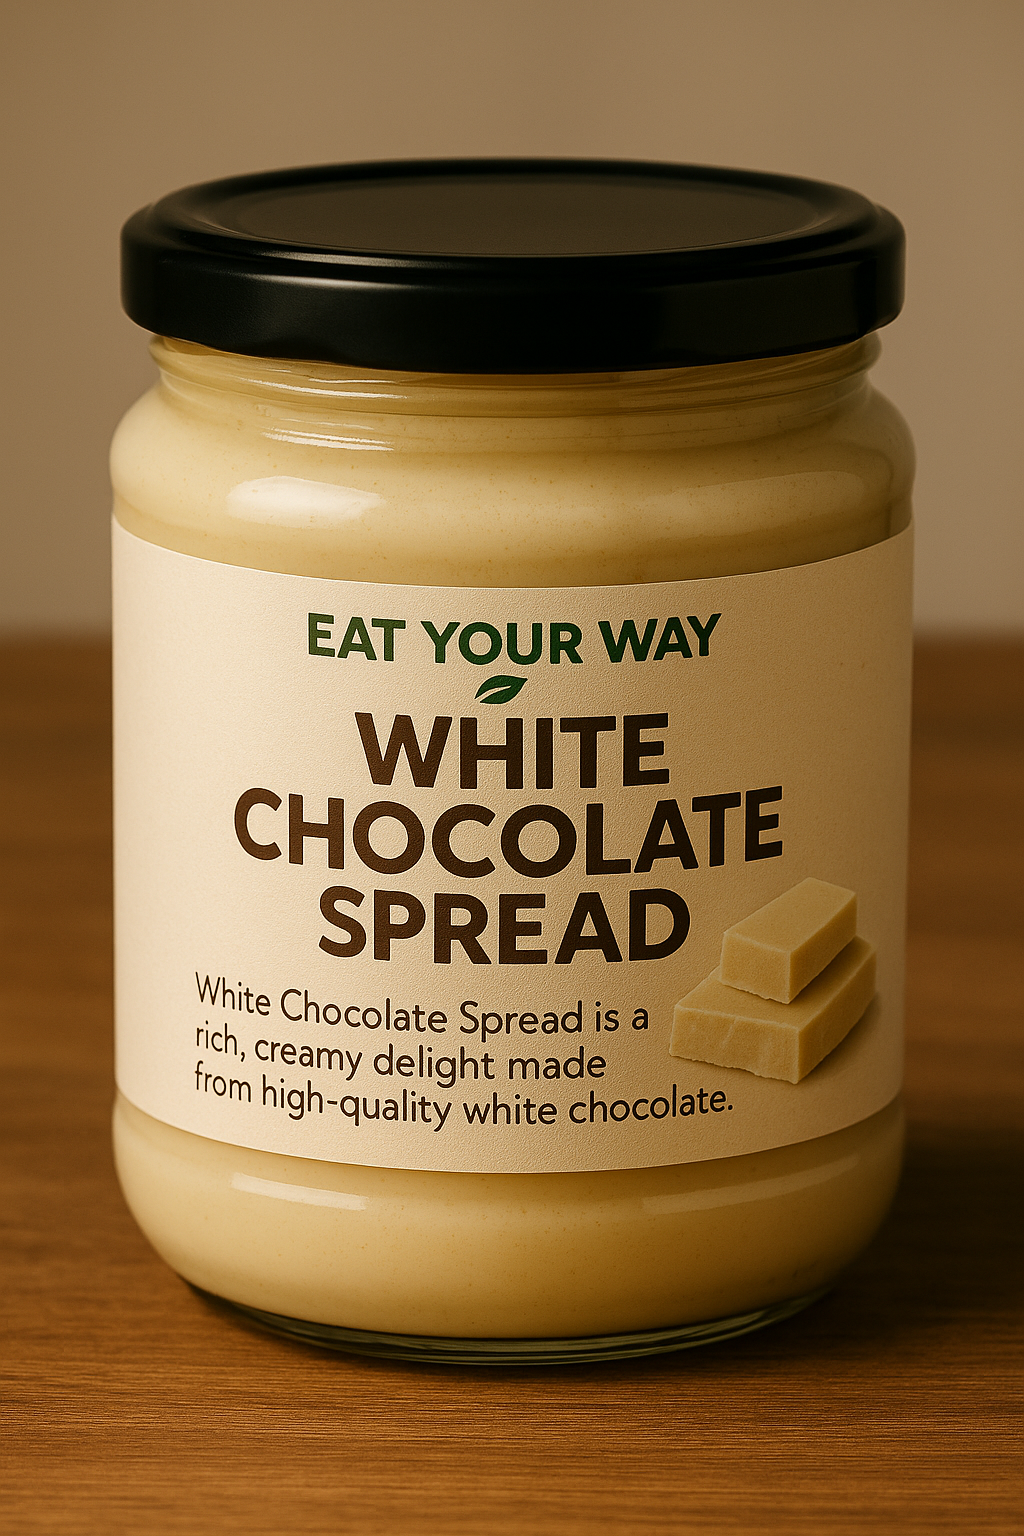 EAT YOUR WAY
WHITE
CHOCOLATE
SPREAD
White Chocolate Spread is a
rich, creamy delight made
from high-quality white chocolate.